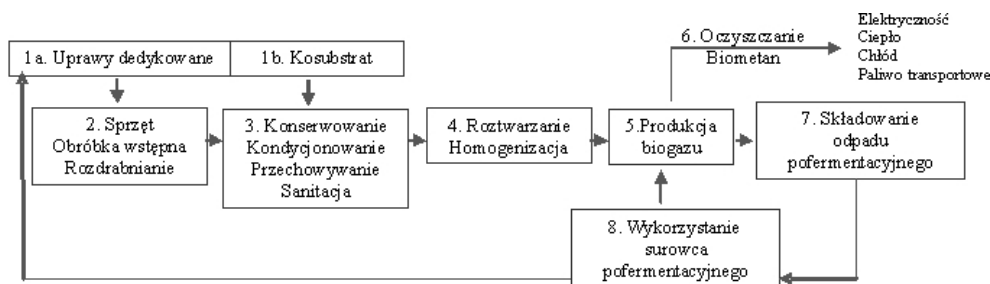 1a. Uprawy dedykowane
1b. Kosubstrat
2. Sprzęt
Obróbka wstępna
Rozdrabnianie
3. Konserwowanie
Kondycjonowanie
Przechowywanie
Sanitacja
4. Roztwarzanie
Homogenizacja
5.Produkcja
biogazu
6. Oczyszczanie
Biometan
Elektryczność
Ciepło
Chłód
Paliwo transportowe
7. Składowanie
odpadu
pofermentacyjnego
8. Wykorzystanie
surowca
pofermentacyjnego